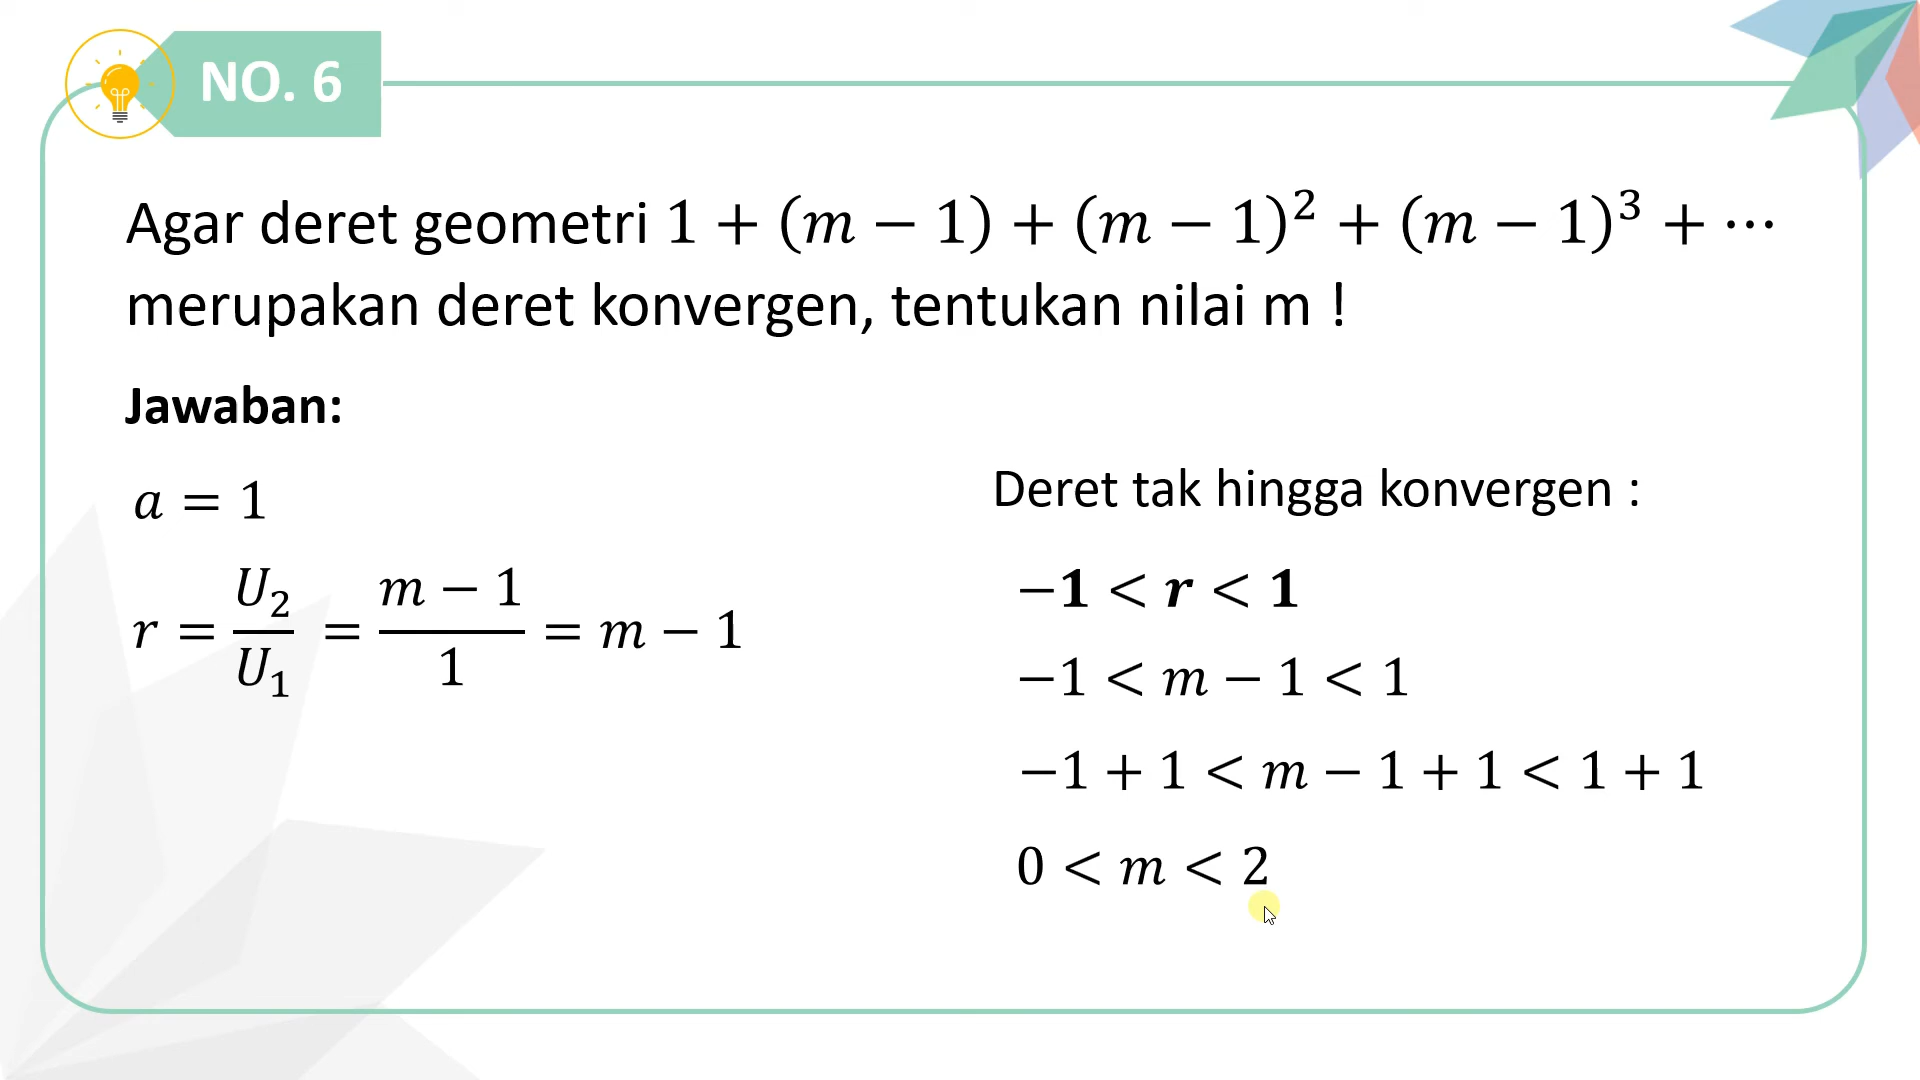 NO. 6
Agar deret geometri 1 + (m − 1) + (m − 1)² + (m − 1)³ + ⋯
merupakan deret konvergen, tentukan nilai m !
Jawaban:
a = 1
r = U₂/U₁ = (m − 1)/1 = m − 1
Deret tak hingga konvergen :
−1 < r < 1
−1 < m − 1 < 1
−1 + 1 < m − 1 + 1 < 1 + 1
0 < m < 2